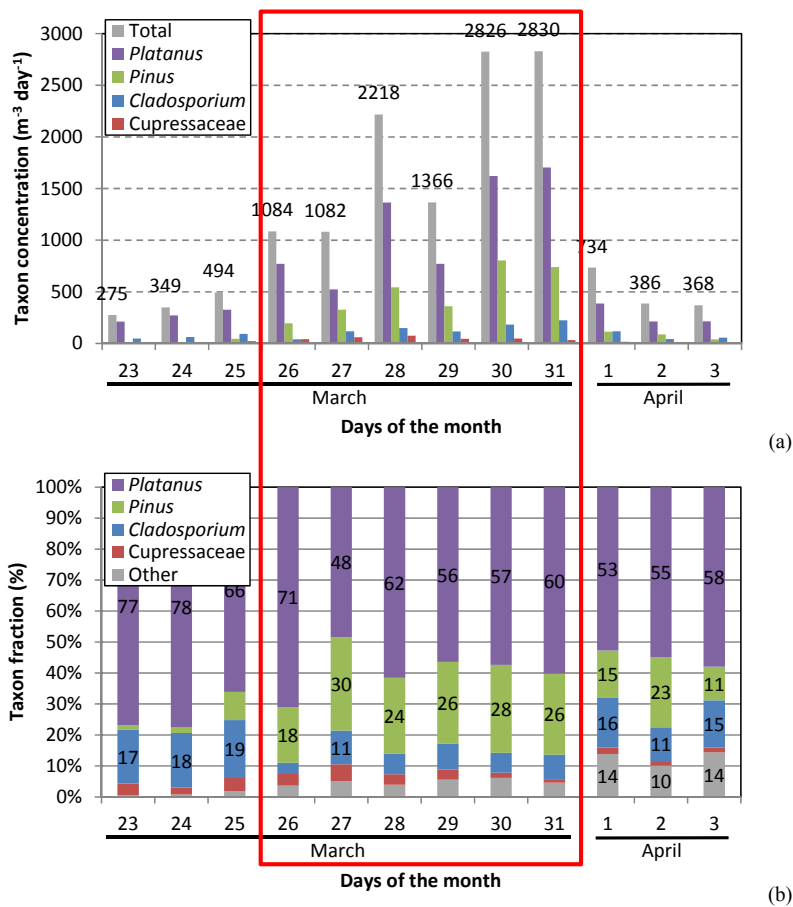 Total
Platanus
Pinus
Cladosporium
Cupressaceae
Taxon concentration (m-3 day-1)
3000
2500
2000
1500
1000
500
0
275
349
494
1084
1082
2218
1366
2826
2830
734
386
368
23 24 25 26 27 28 29 30 31 1 2 3
March April
Days of the month
(a)
Platanus
Pinus
Cladosporium
Cupressaceae
Other
Taxon fraction (%)
100%
90%
80%
70%
60%
50%
40%
30%
20%
10%
0%
77 78 66 71 48 62 56 57 60 53 55 58
18 30 24 26 28 26 15 23 11
17 18 19 11 16 11 15
14 10 14
23 24 25 26 27 28 29 30 31 1 2 3
March April
Days of the month
(b)